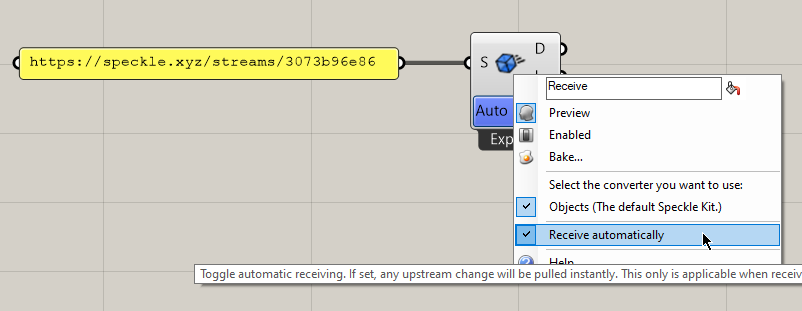 https://speckle.xyz/streams/3073b96e86
S
D
Receive
Auto
Preview
Exp
Enabled
Bake...
Select the converter you want to use:
Objects (The default Speckle Kit.)
Receive automatically
Help
Toggle automatic receiving. If set, any upstream change will be pulled instantly. This only is applicable when receiv